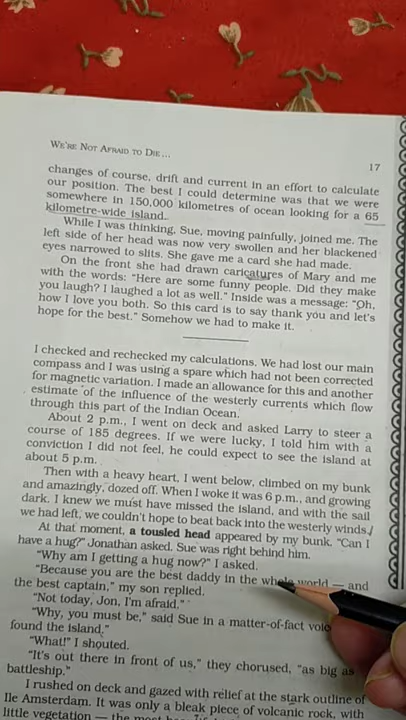 WE'RE NOT AFRAID TO DIE...
17
changes of course, drift and current in an effort to calculate
our position. The best I could determine was that we were
somewhere in 150,000 kilometres of ocean looking for a 65
kilometre-wide island.
While I was thinking, Sue, moving painfully, joined me. The
left side of her head was now very swollen and her blackened
eyes narrowed to slits. She gave me a card she had made.
On the front she had drawn caricatures of Mary and me
with the words: “Here are some funny people. Did they make
you laugh? I laughed a lot as well.” Inside was a message: “Oh,
how I love you both. So this card is to say thank you and let's
hope for the best.” Somehow we had to make it.
I checked and rechecked my calculations. We had lost our main
compass and I was using a spare which had not been corrected
for magnetic variation. I made an allowance for this and another
estimate of the influence of the westerly currents which flow
through this part of the Indian Ocean.
About 2 p.m., I went on deck and asked Larry to steer a
course of 185 degrees. If we were lucky, I told him with a
conviction I did not feel, he could expect to see the island at
about 5 p.m.
Then with a heavy heart, I went below, climbed on my bunk
and amazingly, dozed off. When I woke it was 6 p.m., and growing
dark. I knew we must have missed the island, and with the sail
we had left, we couldn't hope to beat back into the westerly winds.
At that moment, a tousled head appeared by my bunk. “Can I
have a hug?” Jonathan asked. Sue was right behind him.
“Why am I getting a hug now?” I asked.
“Because you are the best daddy in the whole world — and
the best captain,” my son replied.
“Not today, Jon, I'm afraid.”
“Why, you must be,” said Sue in a matter-of-fact
found the island.”
“What!” I shouted.
“It's out there in front of us,” they chorused, “as big as
battleship.”
I rushed on deck and gazed with relief at the stark outline of
Ile Amsterdam. It was only a bleak piece of volcanic rock, with
little vegetation — the most